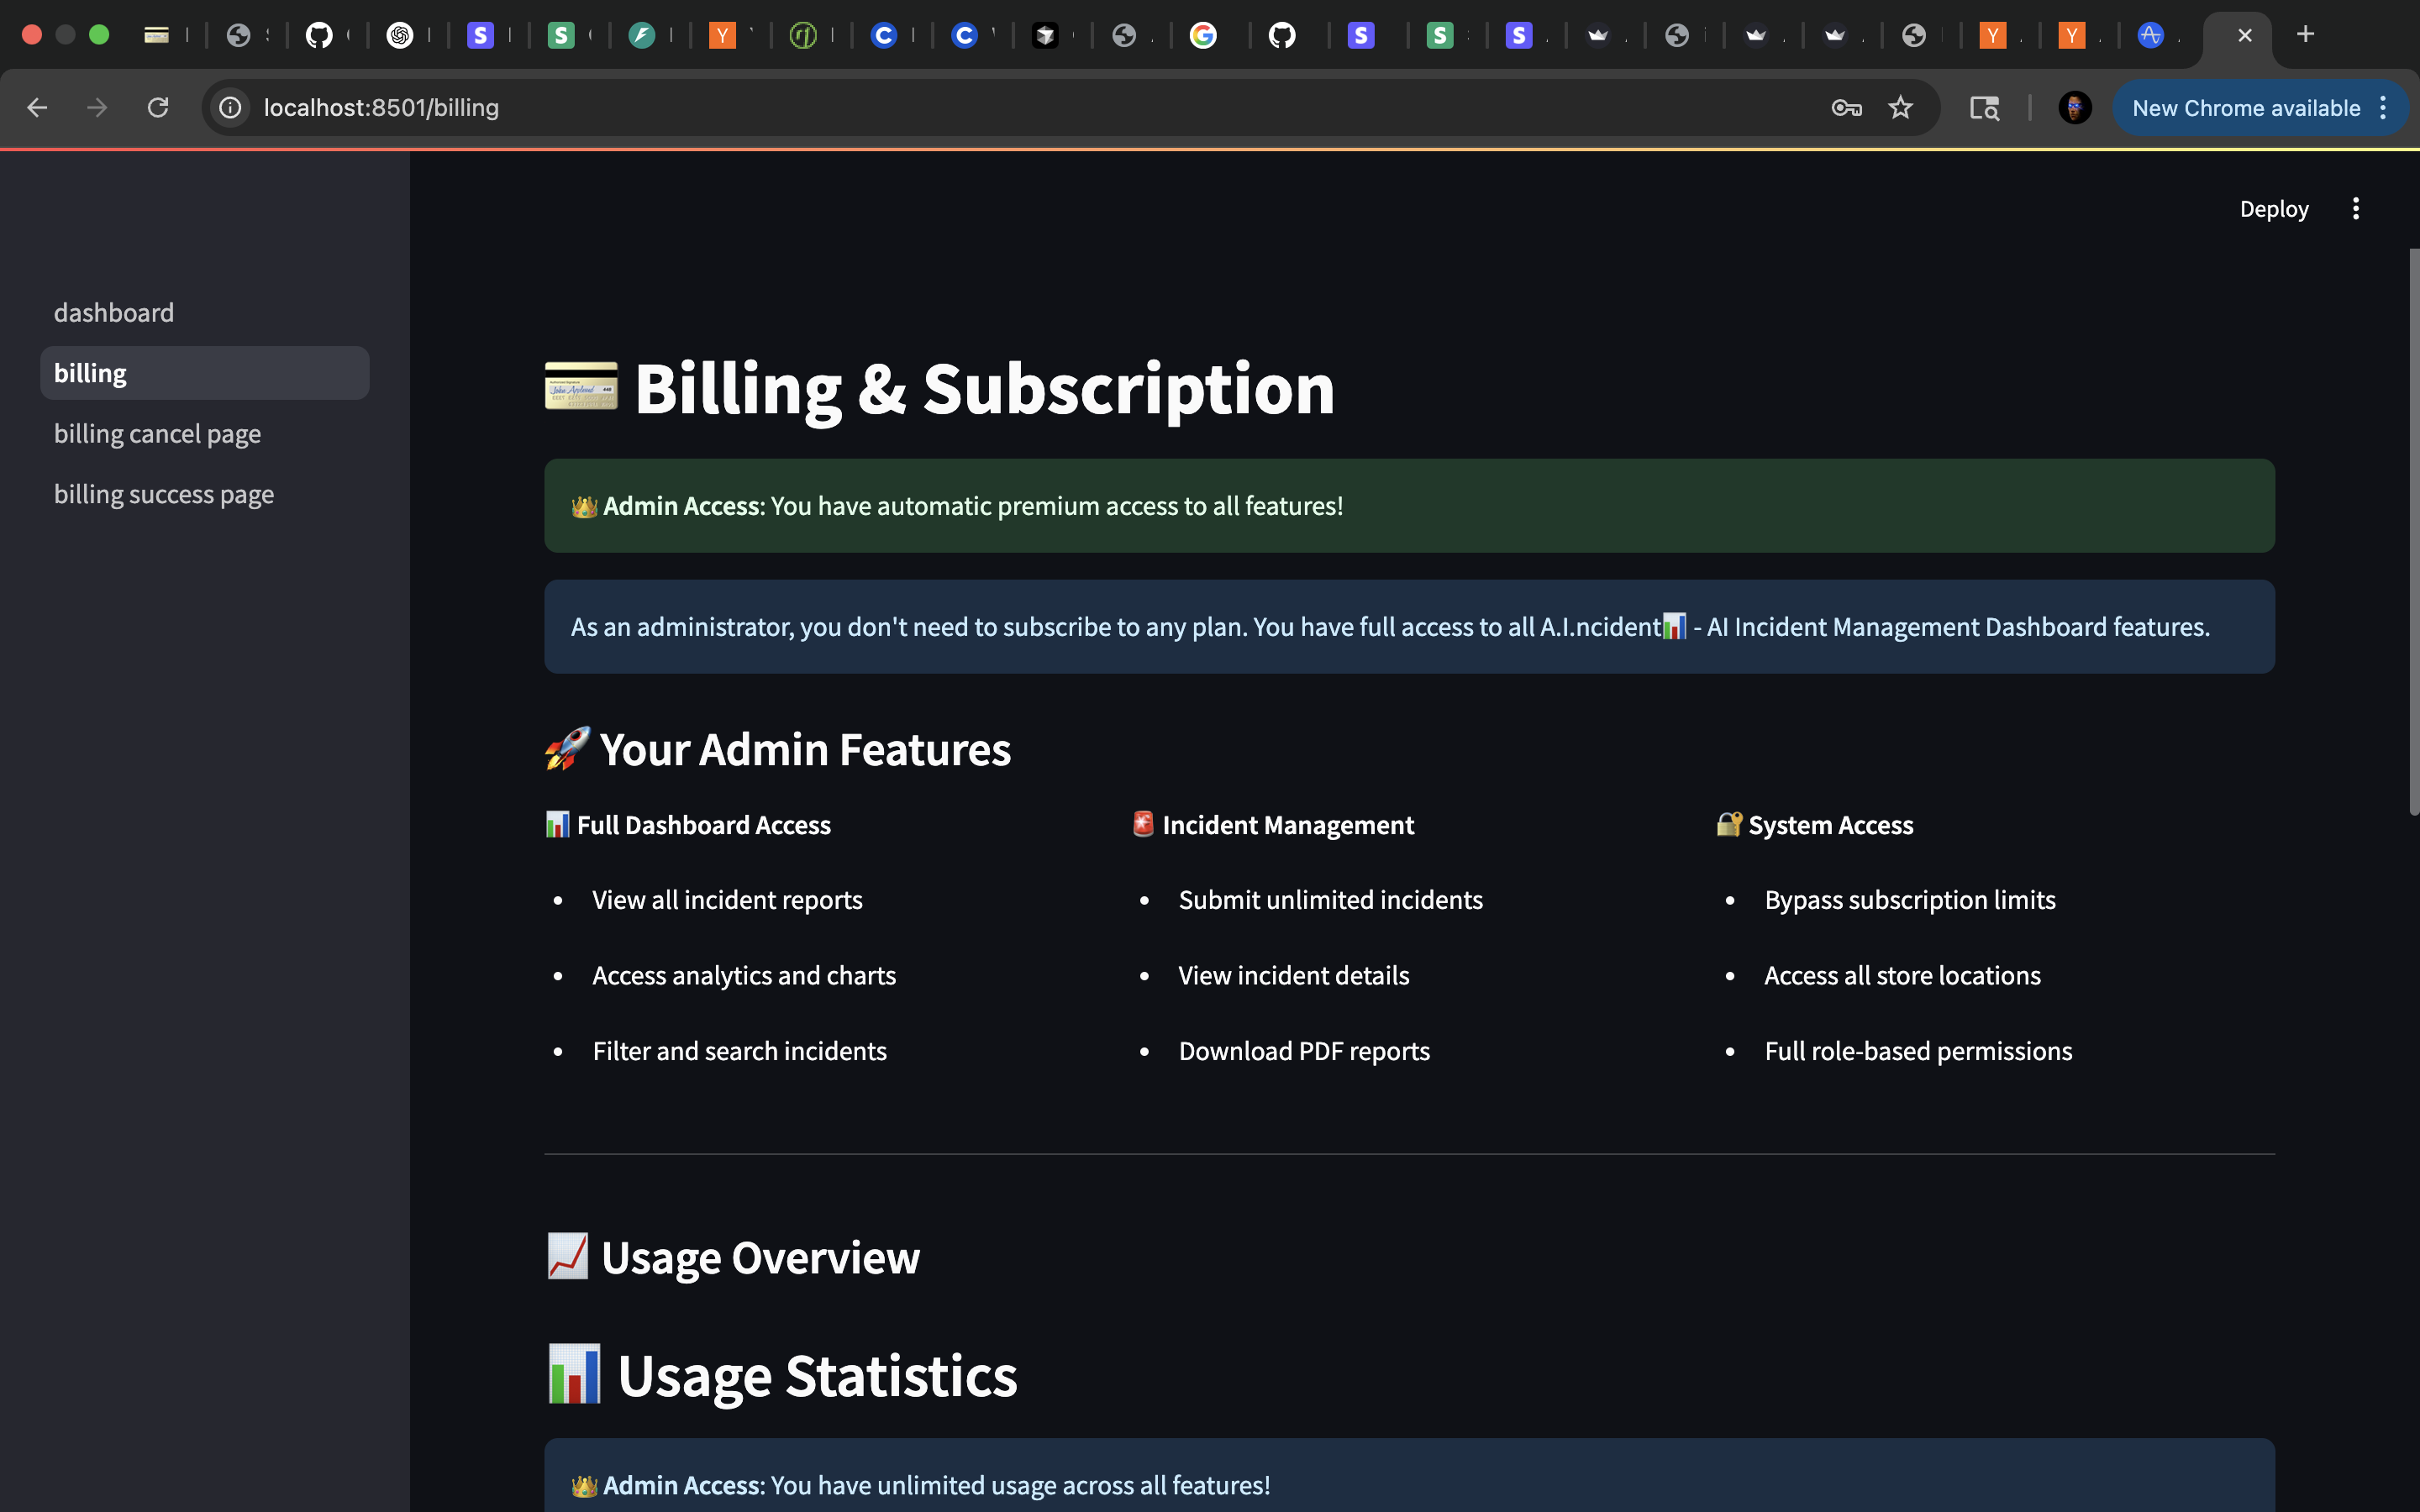 localhost:8501/billing
New Chrome available
Deploy
dashboard
billing
billing cancel page
billing success page
💳 Billing & Subscription
👑 Admin Access: You have automatic premium access to all features!
As an administrator, you don't need to subscribe to any plan. You have full access to all A.I.ncident📊 - AI Incident Management Dashboard features.
🚀 Your Admin Features
📊 Full Dashboard Access
• View all incident reports
• Access analytics and charts
• Filter and search incidents
🚨 Incident Management
• Submit unlimited incidents
• View incident details
• Download PDF reports
🔐 System Access
• Bypass subscription limits
• Access all store locations
• Full role-based permissions
📈 Usage Overview
📊 Usage Statistics
👑 Admin Access: You have unlimited usage across all features!